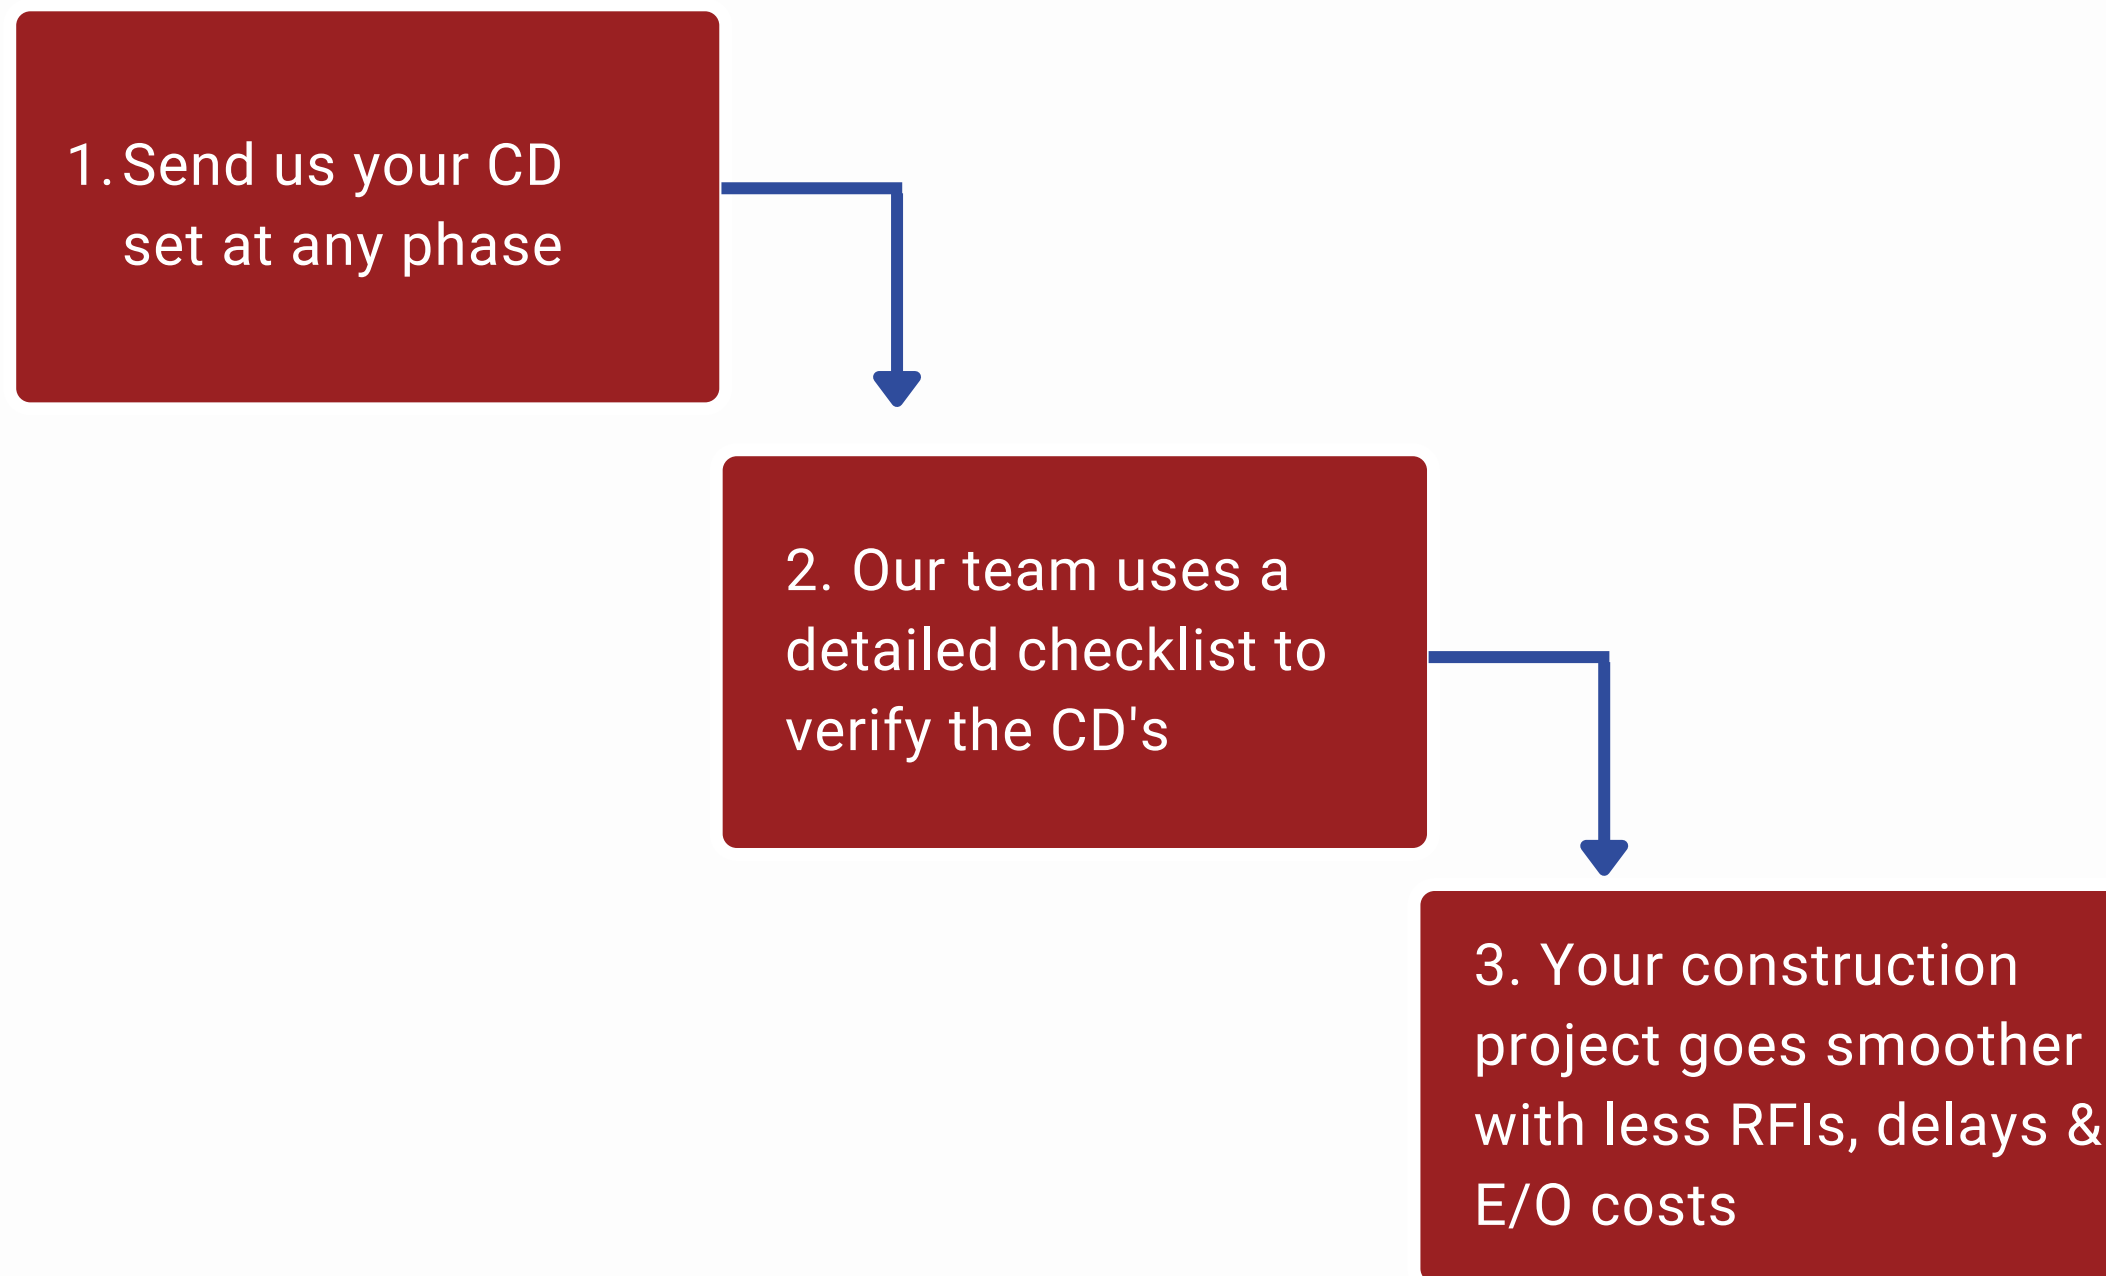 1. Send us your CD
set at any phase
2. Our team uses a
detailed checklist to
verify the CD's
3. Your construction
project goes smoother
with less RFIs, delays &
E/O costs